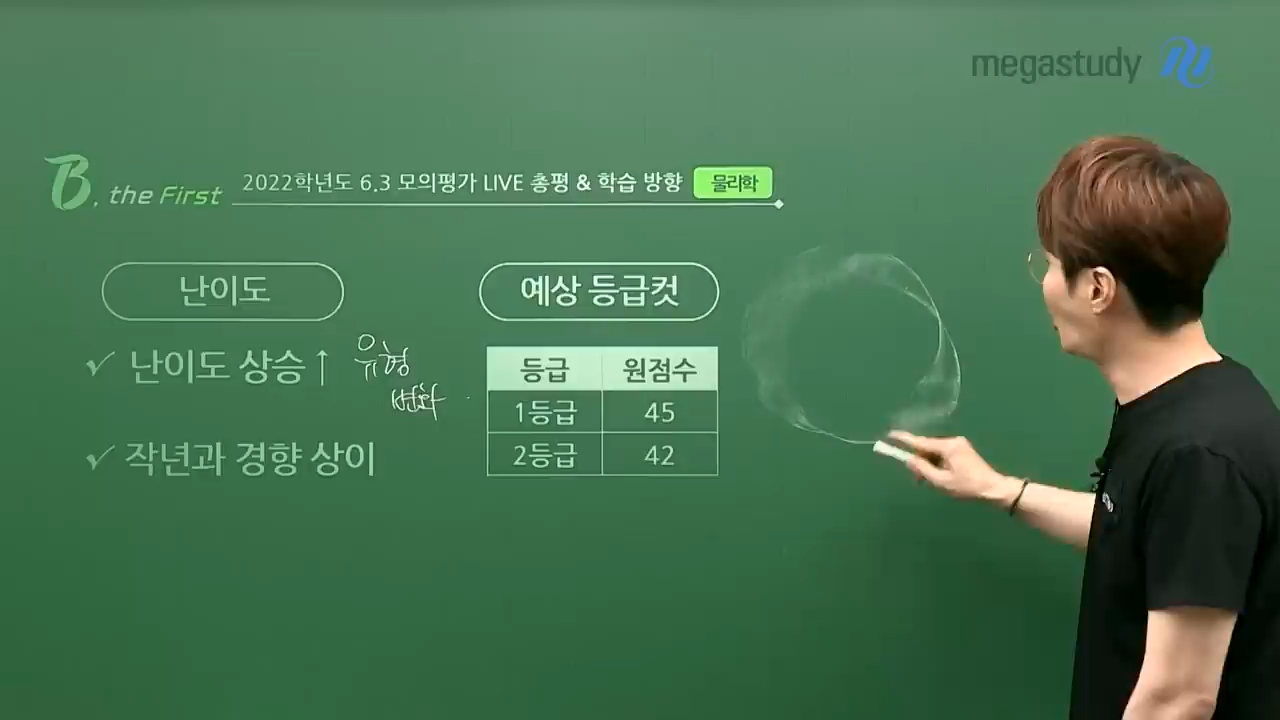 megastudy
B. the First
2022학년도 6.3 모의평가 LIVE 총평 & 학습 방향 물리학
난이도
✓ 난이도 상승↑
유형
변화
✓ 작년과 경향 상이
예상 등급컷
등급 원점수
1등급 45
2등급 42